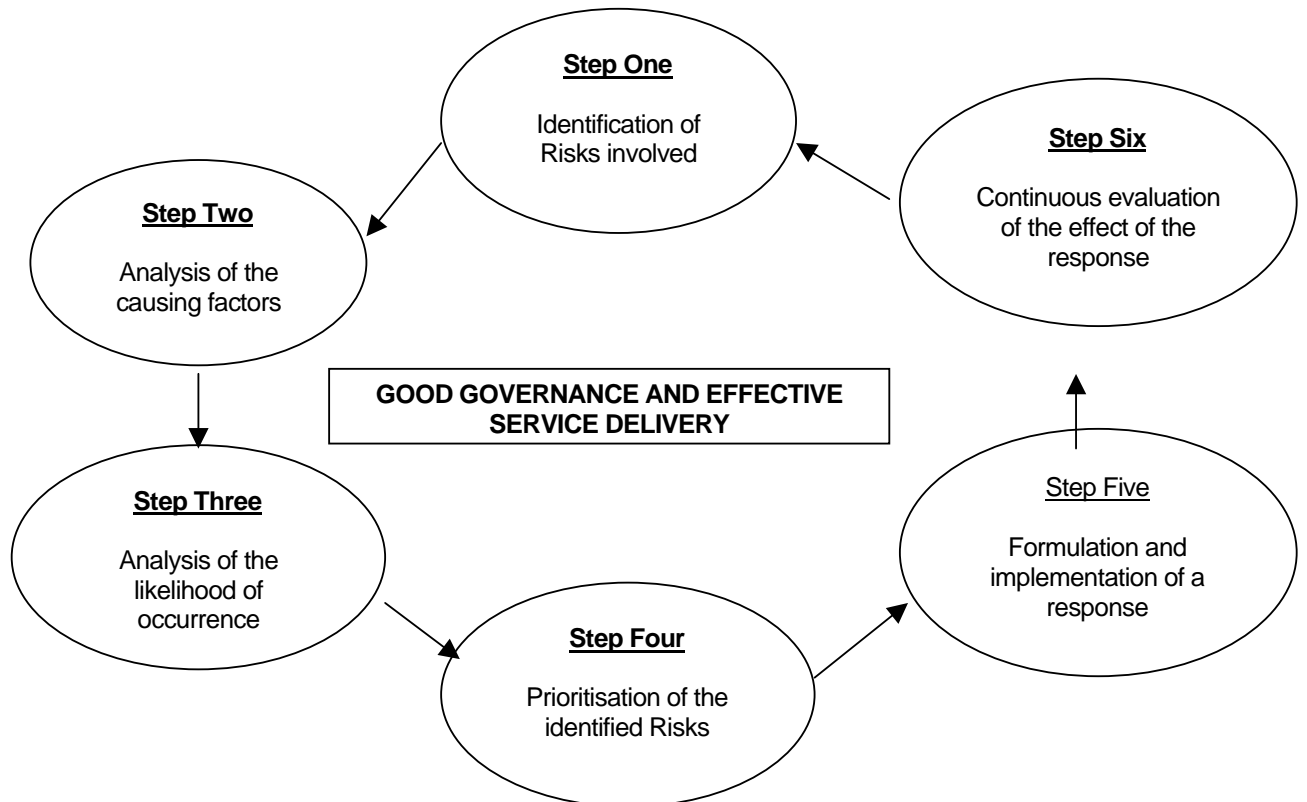 Step One
Identification of
Risks involved
Step Two
Analysis of the
causing factors
Step Three
Analysis of the
likelihood of
occurrence
Step Four
Prioritisation of the
identified Risks
Step Five
Formulation and
implementation of a
response
Step Six
Continuous evaluation
of the effect of the
response
GOOD GOVERNANCE AND EFFECTIVE
SERVICE DELIVERY